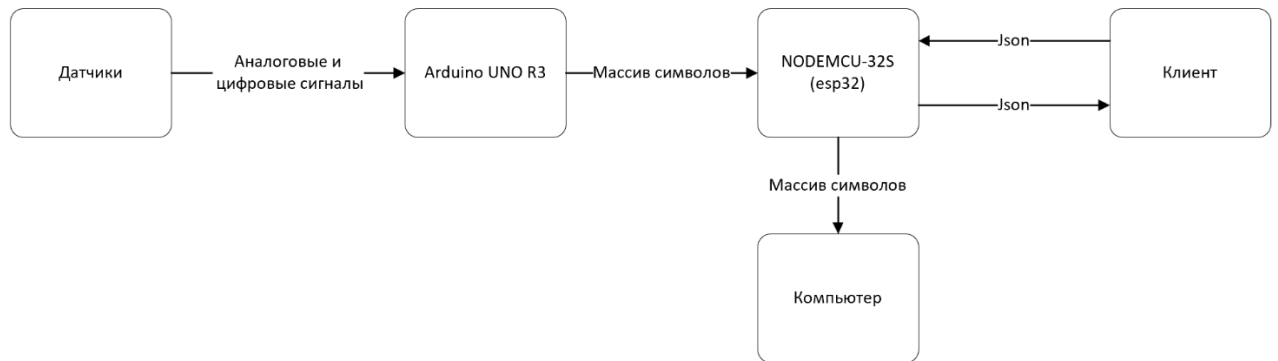 Датчики
Аналоговые и
цифровые сигналы
Arduino UNO R3
Массив символов
NODEMCU-32S
(esp32)
Json
Json
Клиент
Массив символов
Компьютер